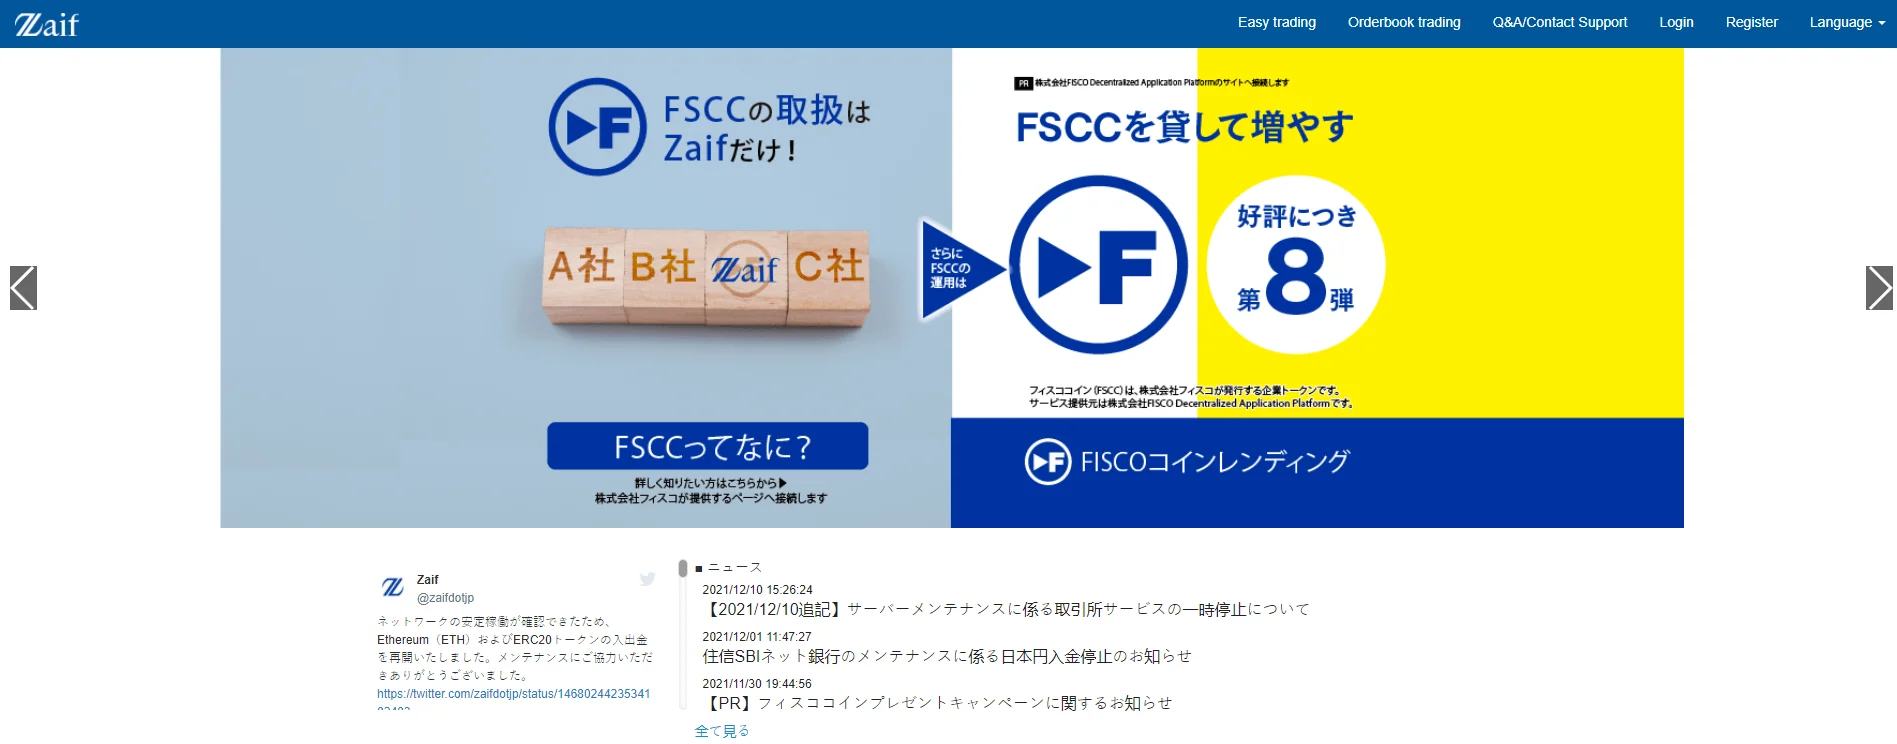 Zaif
Easy trading
Orderbook trading
Q&A/Contact Support
Login
Register
Language
FSCCの取扱は
Zaifだけ！
A社 B社 Zaif C社
FSCCってなに？
詳しく知りたい方はこちらから▶
株式会社フィスコが提供するページへ接続します
PR 株式会社FISCO Decentralized Application Platformのサイトへ接続します
FSCCを貸して増やす
さらに
FSCCの
運用は
F
好評につき
第8弾
フィスココイン（FSCC）は、株式会社フィスコが発行する企業トークンです。
サービス提供元は株式会社FISCO Decentralized Application Platformです。
FISCOコインレンディング
Zaif
@zaifdotjp
ネットワークの安定稼働が確認できたため、
Ethereum（ETH）およびERC20トークンの入出金
を再開いたしました。メンテナンスにご協力いただ
きありがとうございました。
https://twitter.com/zaifdotjp/status/14680244235341
■ ニュース
2021/12/10 15:26:24
【2021/12/10追記】サーバーメンテナンスに係る取引所サービスの一時停止について
2021/12/01 11:47:27
住信SBIネット銀行のメンテナンスに係る日本円入金停止のお知らせ
2021/11/30 19:44:56
【PR】フィスココインプレゼントキャンペーンに関するお知らせ
全て見る